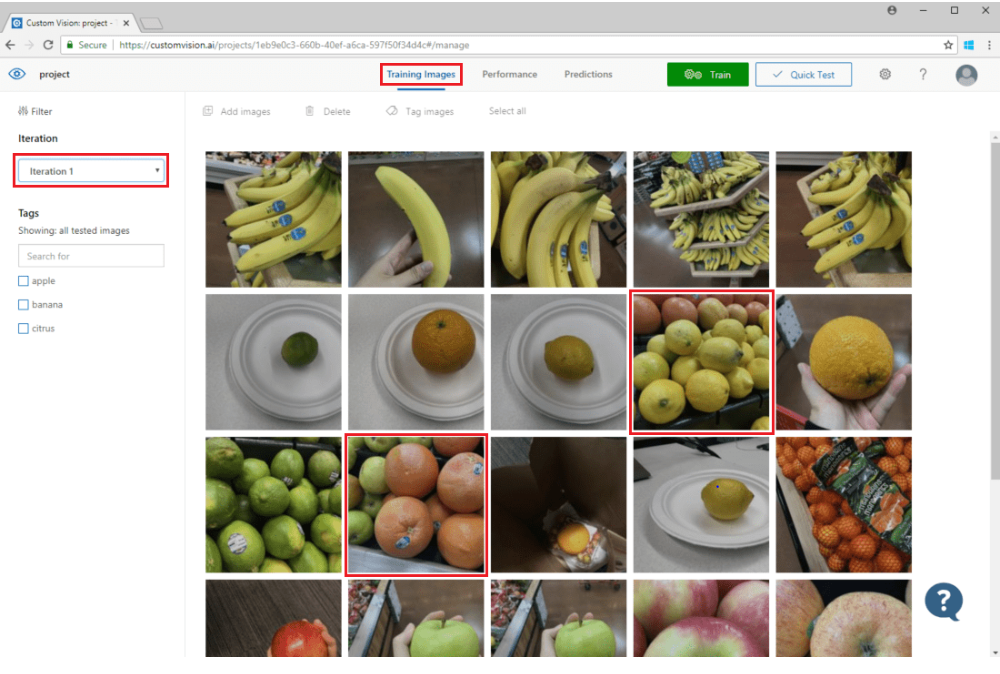 Custom Vision: project -
Secure https://customvision.ai/projects/1eb9e0c3-660b-40ef-a6ca-597f50f34d4c#/manage
project Training Images Performance Predictions Train Quick Test ?
Filter Add images Delete Tag images Select all
Iteration
Iteration 1
Tags
Showing: all tested images
Search for
apple
banana
citrus
?